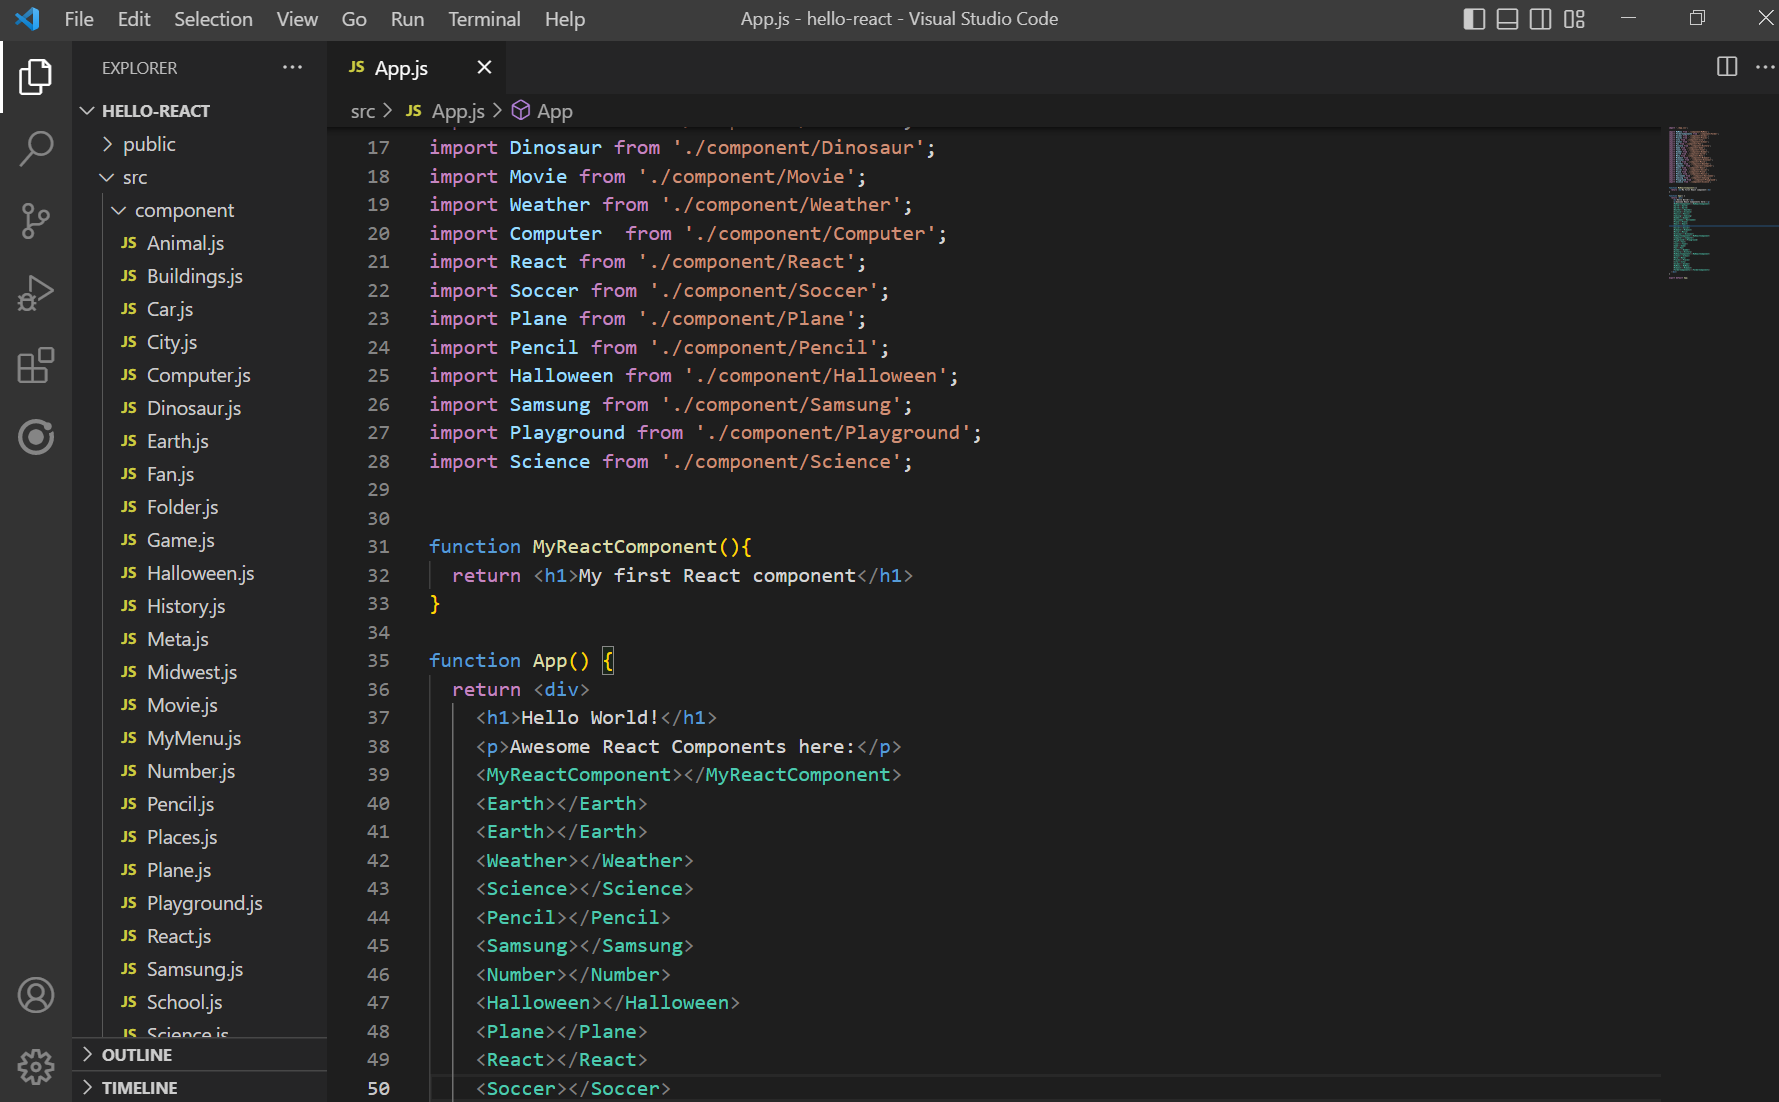 File Edit Selection View Go Run Terminal Help App.js - hello-react - Visual Studio Code
EXPLORER
HELLO-REACT
public
src
component
JS Animal.js
JS Buildings.js
JS Car.js
JS City.js
JS Computer.js
JS Dinosaur.js
JS Earth.js
JS Fan.js
JS Folder.js
JS Game.js
JS Halloween.js
JS History.js
JS Meta.js
JS Midwest.js
JS Movie.js
JS MyMenu.js
JS Number.js
JS Pencil.js
JS Places.js
JS Plane.js
JS Playground.js
JS React.js
JS Samsung.js
JS School.js
JS Science.js
OUTLINE
TIMELINE
JS App.js
src > JS App.js > App
17 import Dinosaur from './component/Dinosaur';
18 import Movie from './component/Movie';
19 import Weather from './component/Weather';
20 import Computer  from './component/Computer';
21 import React from './component/React';
22 import Soccer from './component/Soccer';
23 import Plane from './component/Plane';
24 import Pencil from './component/Pencil';
25 import Halloween from './component/Halloween';
26 import Samsung from './component/Samsung';
27 import Playground from './component/Playground';
28 import Science from './component/Science';
29
30
31 function MyReactComponent(){
32 return <h1>My first React component</h1>
33 }
34
35 function App() {
36 return <div>
37 <h1>Hello World!</h1>
38 <p>Awesome React Components here:</p>
39 <MyReactComponent></MyReactComponent>
40 <Earth></Earth>
41 <Earth></Earth>
42 <Weather></Weather>
43 <Science></Science>
44 <Pencil></Pencil>
45 <Samsung></Samsung>
46 <Number></Number>
47 <Halloween></Halloween>
48 <Plane></Plane>
49 <React></React>
50 <Soccer></Soccer>